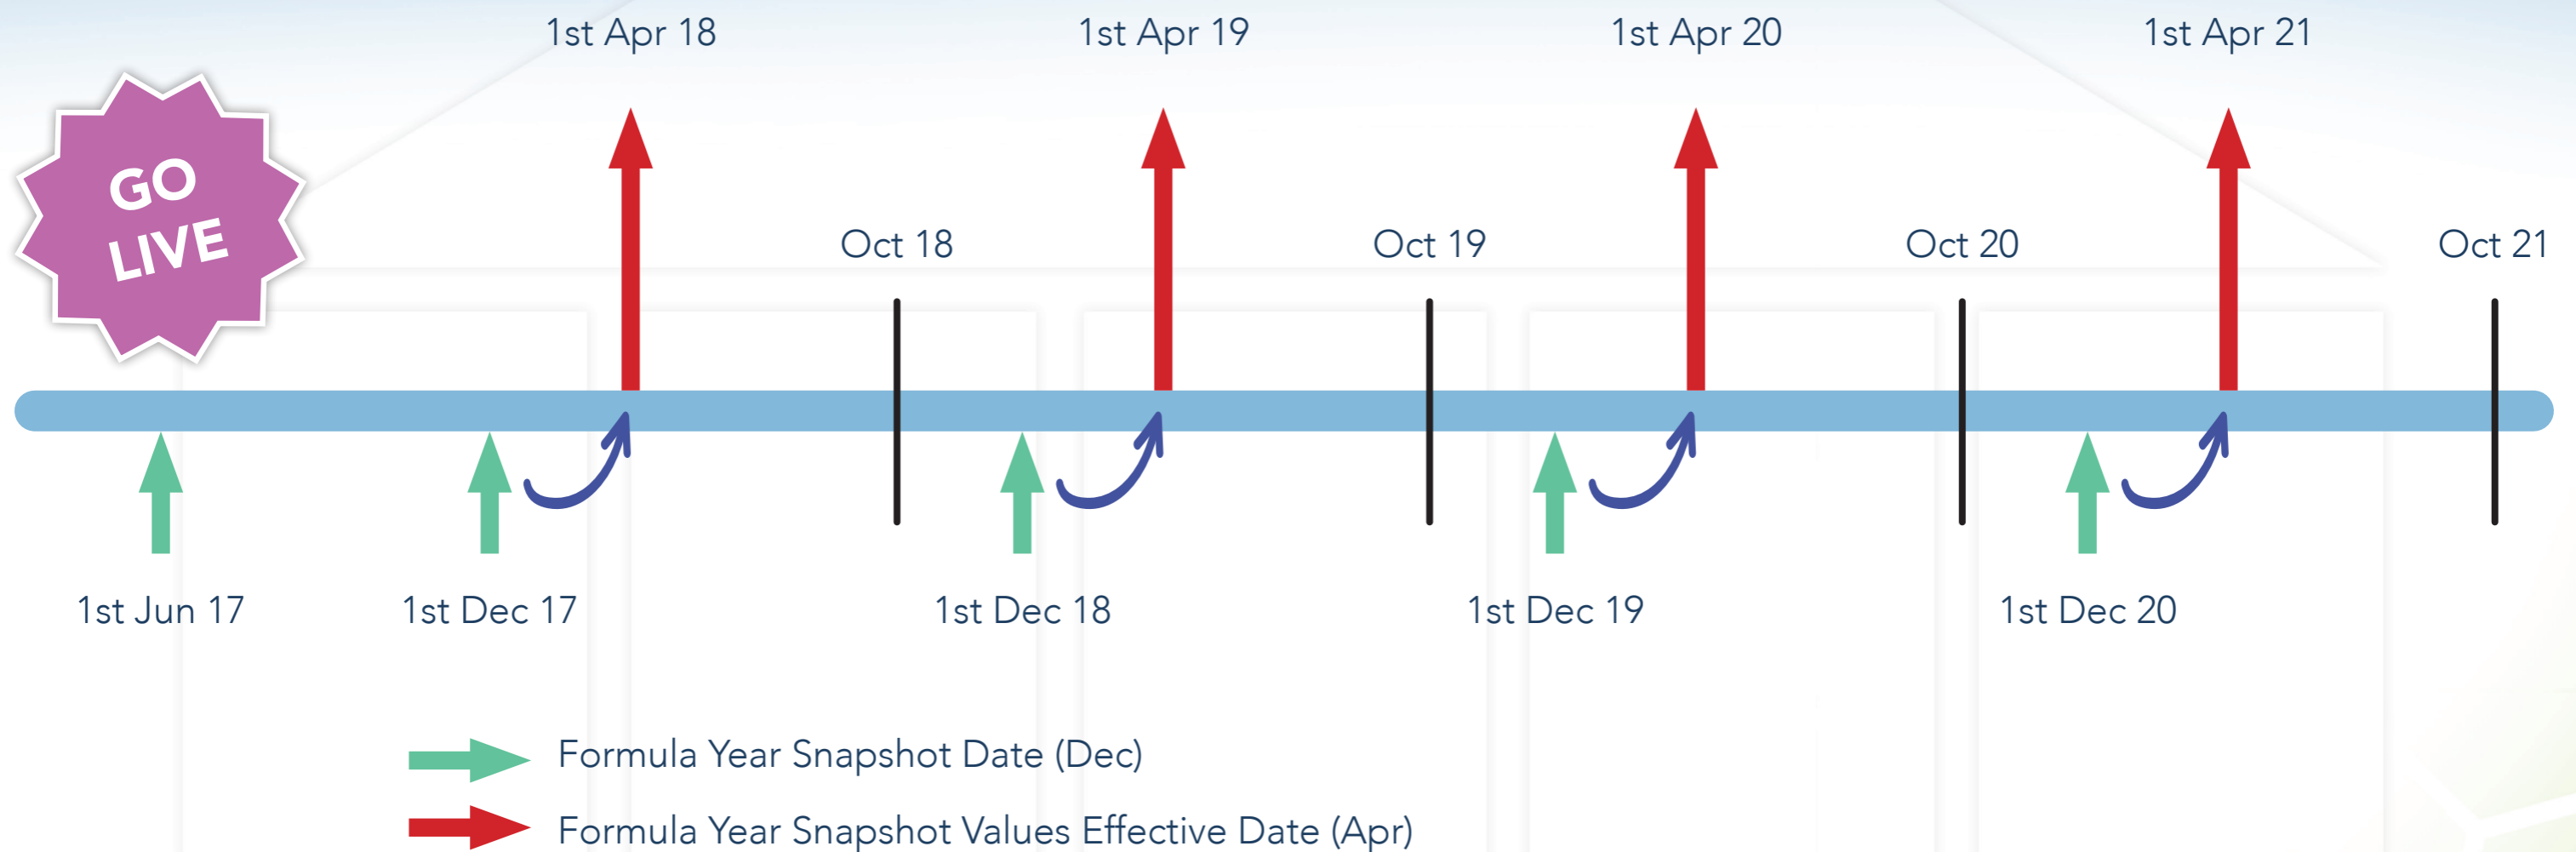 1st Apr 18
1st Apr 19
1st Apr 20
1st Apr 21
GO
LIVE
Oct 18
Oct 19
Oct 20
Oct 21
1st Jun 17
1st Dec 17
1st Dec 18
1st Dec 19
1st Dec 20
Formula Year Snapshot Date (Dec)
Formula Year Snapshot Values Effective Date (Apr)